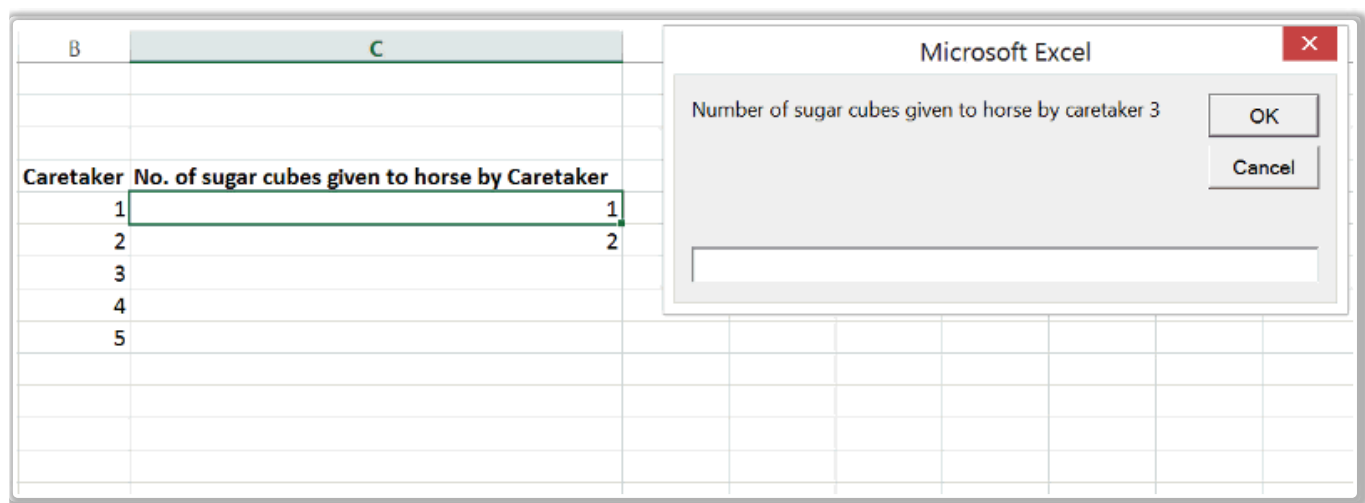 B C
Microsoft Excel
Number of sugar cubes given to horse by caretaker 3
OK
Cancel
Caretaker No. of sugar cubes given to horse by Caretaker
1 1
2 2
3
4
5